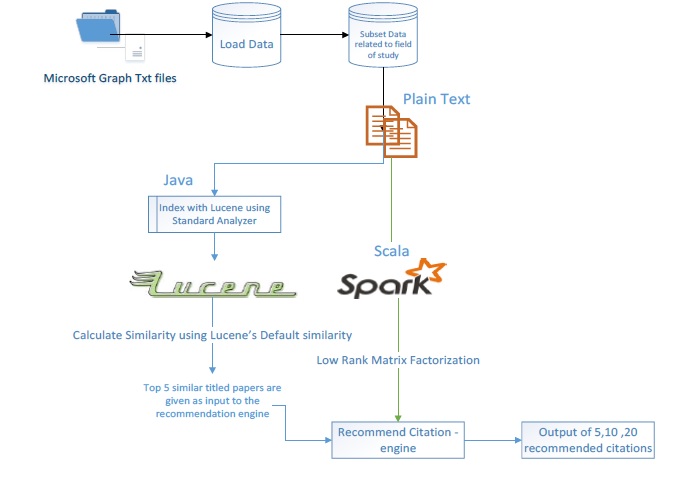 Microsoft Graph Txt files
Load Data
Subset Data
related to field
of study
Plain Text
Java
Index with Lucene using
Standard Analyzer
Lucene
Scala
Spark
Calculate Similarity using Lucene's Default similarity
Low Rank Matrix Factorization
Top 5 similar titled papers are
given as input to the
recommendation engine
Recommend Citation -
engine
Output of 5,10 ,20
recommended citations